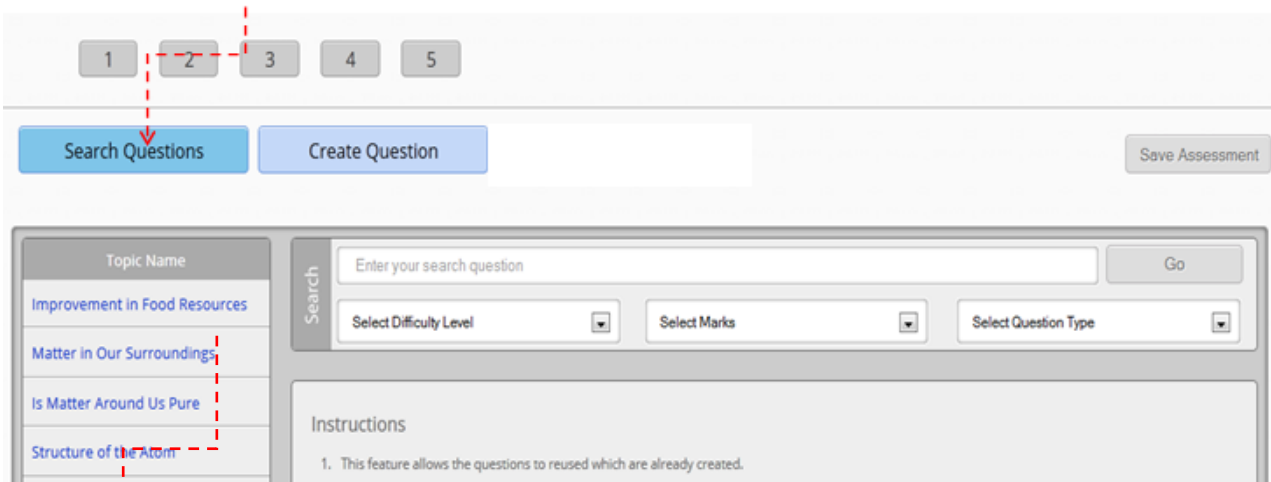 1 2 3 4 5
Search Questions Create Question Save Assessment
Topic Name
Improvement in Food Resources
Matter in Our Surroundings
Is Matter Around Us Pure
Structure of the Atom
Search
Enter your search question Go
Select Difficulty Level Select Marks Select Question Type
Instructions
1. This feature allows the questions to reused which are already created.